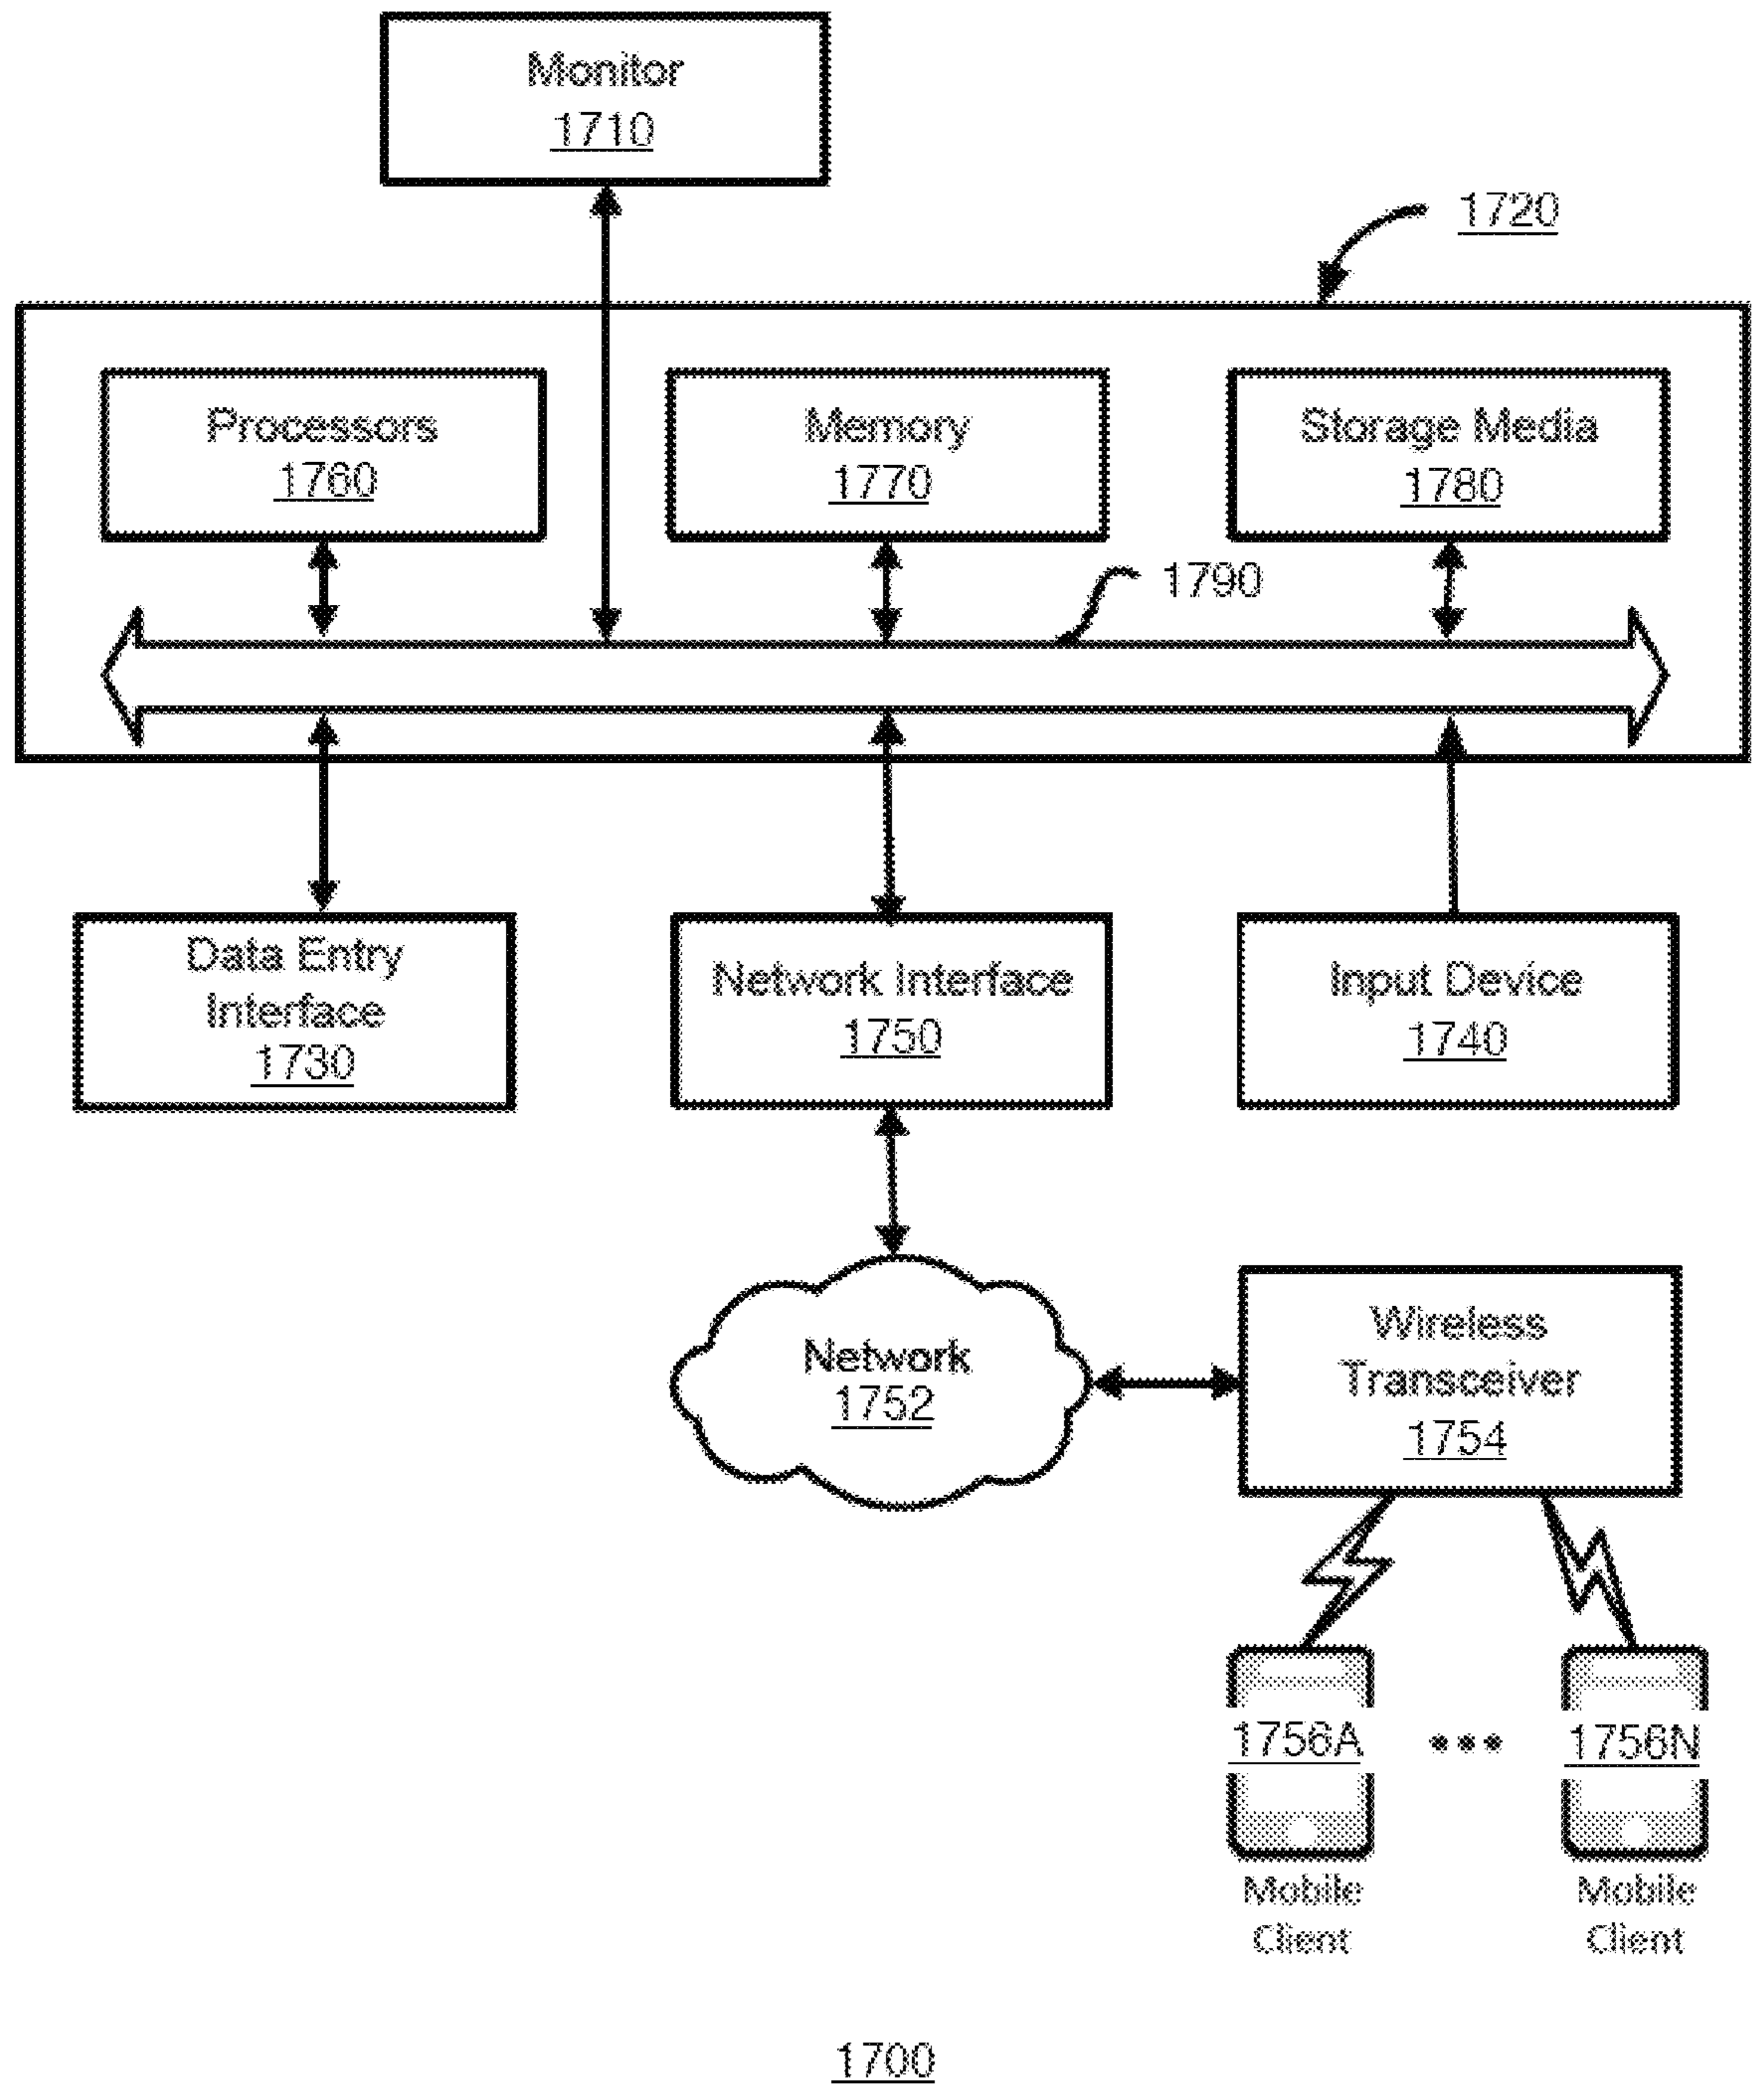 Monitor
1710
1720
Processors
1760
Memory
1770
Storage Media
1780
1790
Data Entry
Interface
1730
Network Interface
1750
Input Device
1740
Network
1752
Wireless
Transceiver
1754
1756A
1756N
Mobile
Client
Mobile
Client
1700